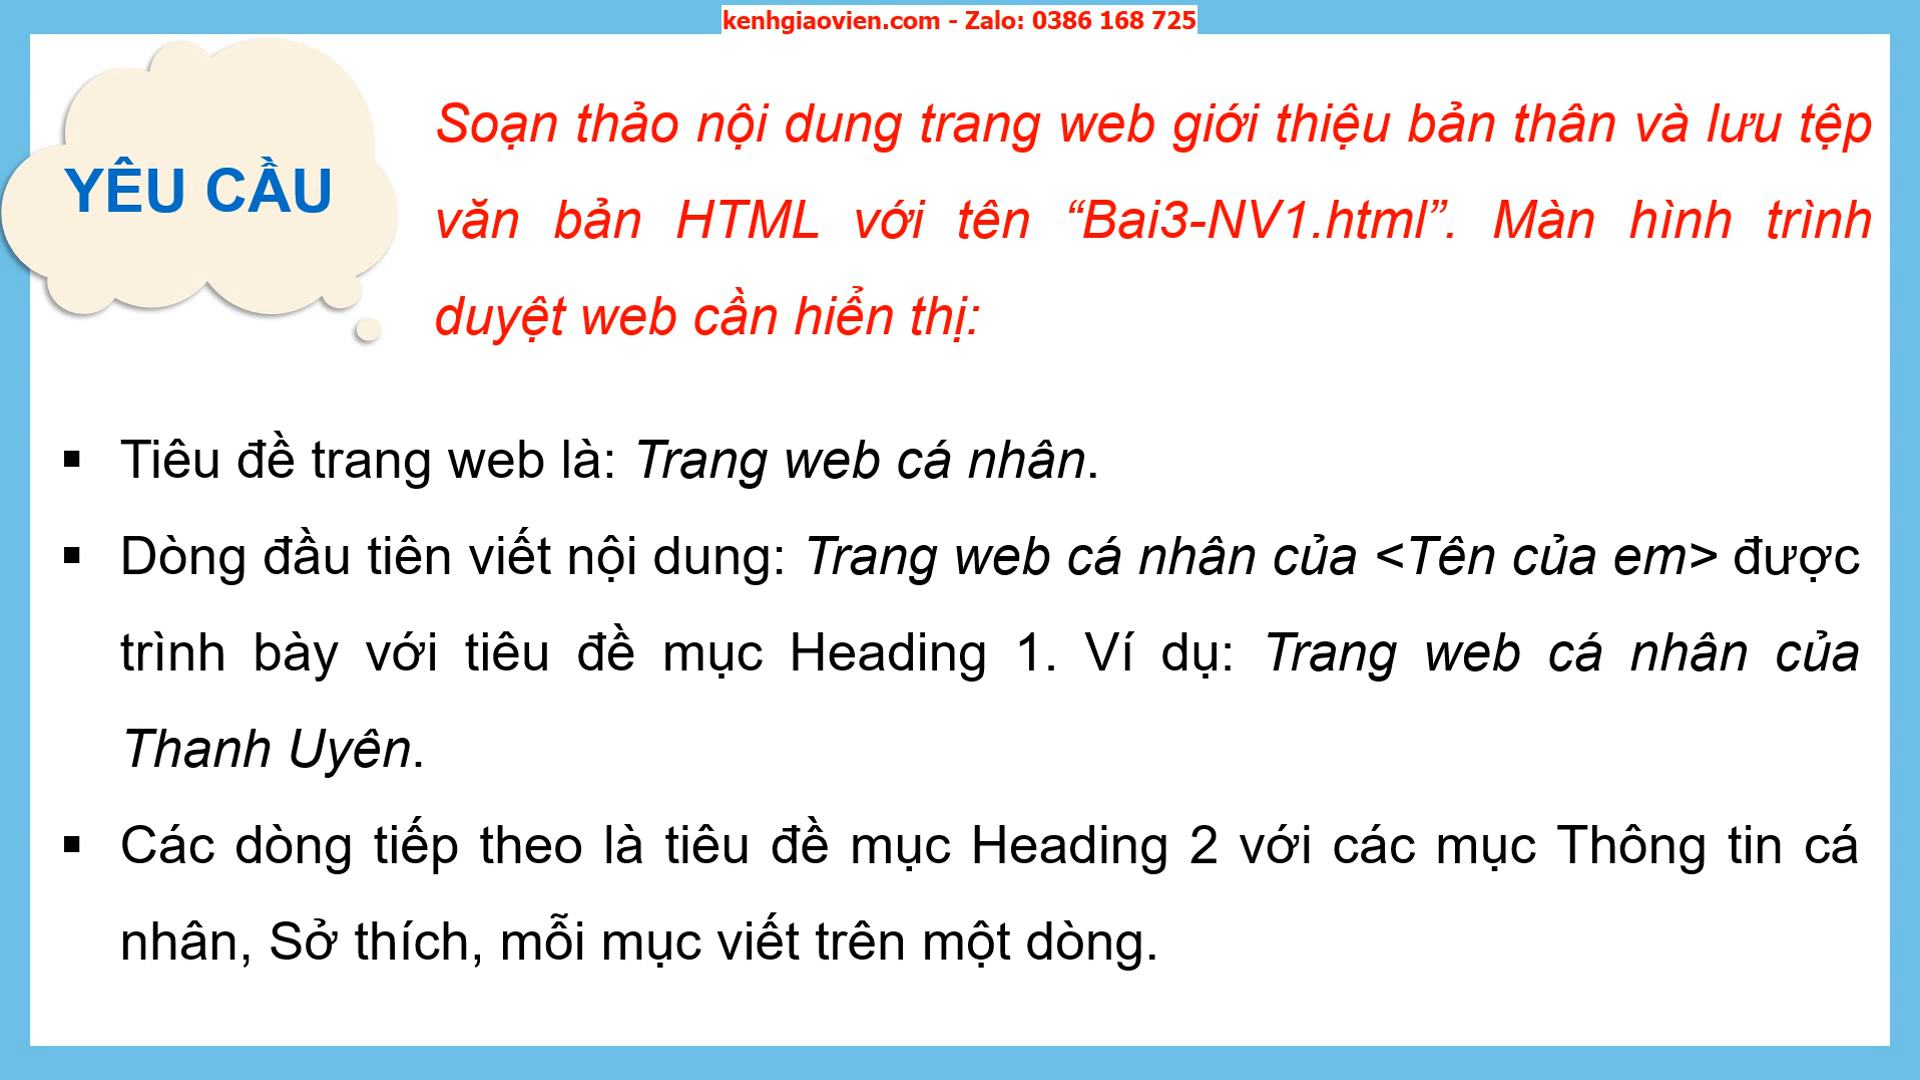 kenhgiaovien.com - Zalo: 0386 168 725
YÊU CẦU
Soạn thảo nội dung trang web giới thiệu bản thân và lưu tệp
văn bản HTML với tên “Bai3-NV1.html”. Màn hình trình
duyệt web cần hiển thị:
▪ Tiêu đề trang web là: Trang web cá nhân.
▪ Dòng đầu tiên viết nội dung: Trang web cá nhân của <Tên của em> được
trình bày với tiêu đề mục Heading 1. Ví dụ: Trang web cá nhân của
Thanh Uyên.
▪ Các dòng tiếp theo là tiêu đề mục Heading 2 với các mục Thông tin cá
nhân, Sở thích, mỗi mục viết trên một dòng.